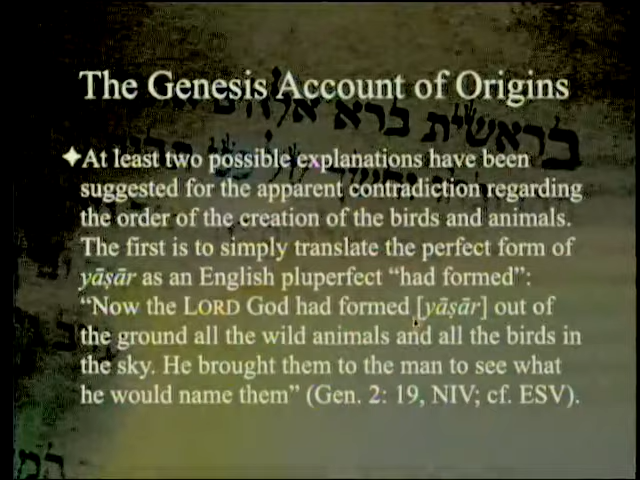 The Genesis Account of Origins
בראשית ברא אלהים
✦At least two possible explanations have been
suggested for the apparent contradiction regarding
the order of the creation of the birds and animals.
The first is to simply translate the perfect form of
yāṣār as an English pluperfect “had formed”:
“Now the LORD God had formed [yāṣār] out of
the ground all the wild animals and all the birds in
the sky. He brought them to the man to see what
he would name them” (Gen. 2: 19, NIV; cf. ESV).